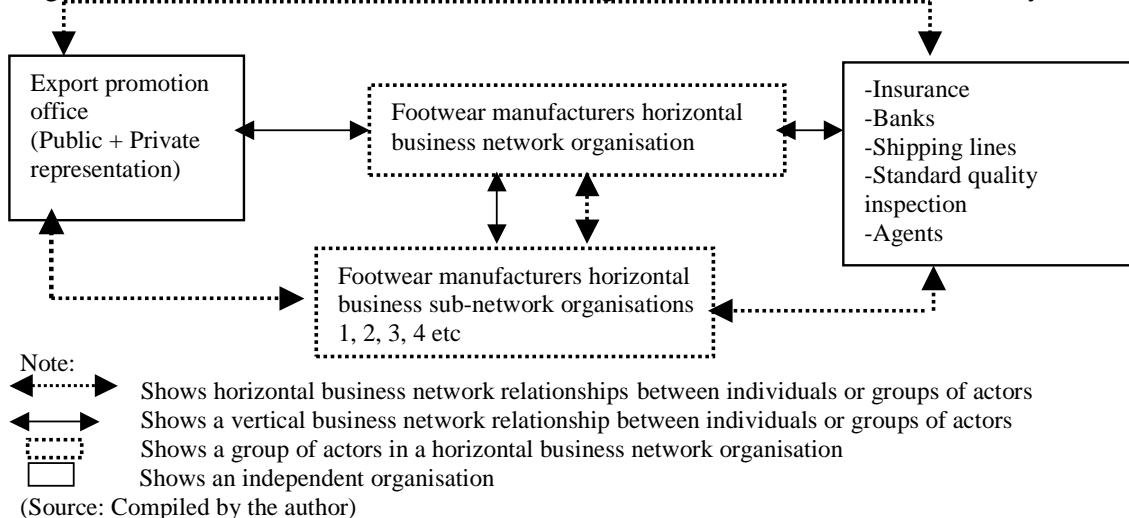 Export promotion
office
(Public + Private
representation)
Footwear manufacturers horizontal
business network organisation
-Insurance
-Banks
-Shipping lines
-Standard quality
inspection
-Agents
Footwear manufacturers horizontal
business sub-network organisations
1, 2, 3, 4 etc
Note:
Shows horizontal business network relationships between individuals or groups of actors
Shows a vertical business network relationship between individuals or groups of actors
Shows a group of actors in a horizontal business network organisation
Shows an independent organisation
(Source: Compiled by the author)